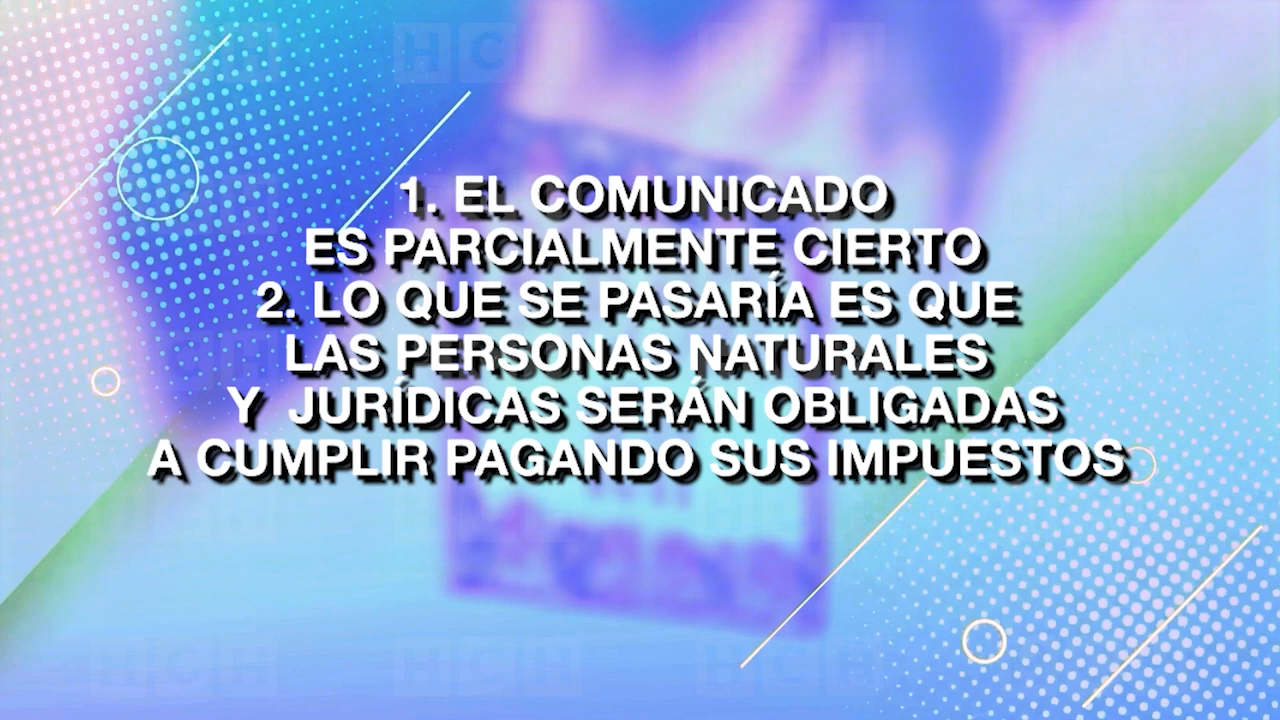 1. EL COMUNICADO
ES PARCIALMENTE CIERTO
2. LO QUE SE PASARÍA ES QUE
LAS PERSONAS NATURALES
Y  JURÍDICAS SERÁN OBLIGADAS
A CUMPLIR PAGANDO SUS IMPUESTOS